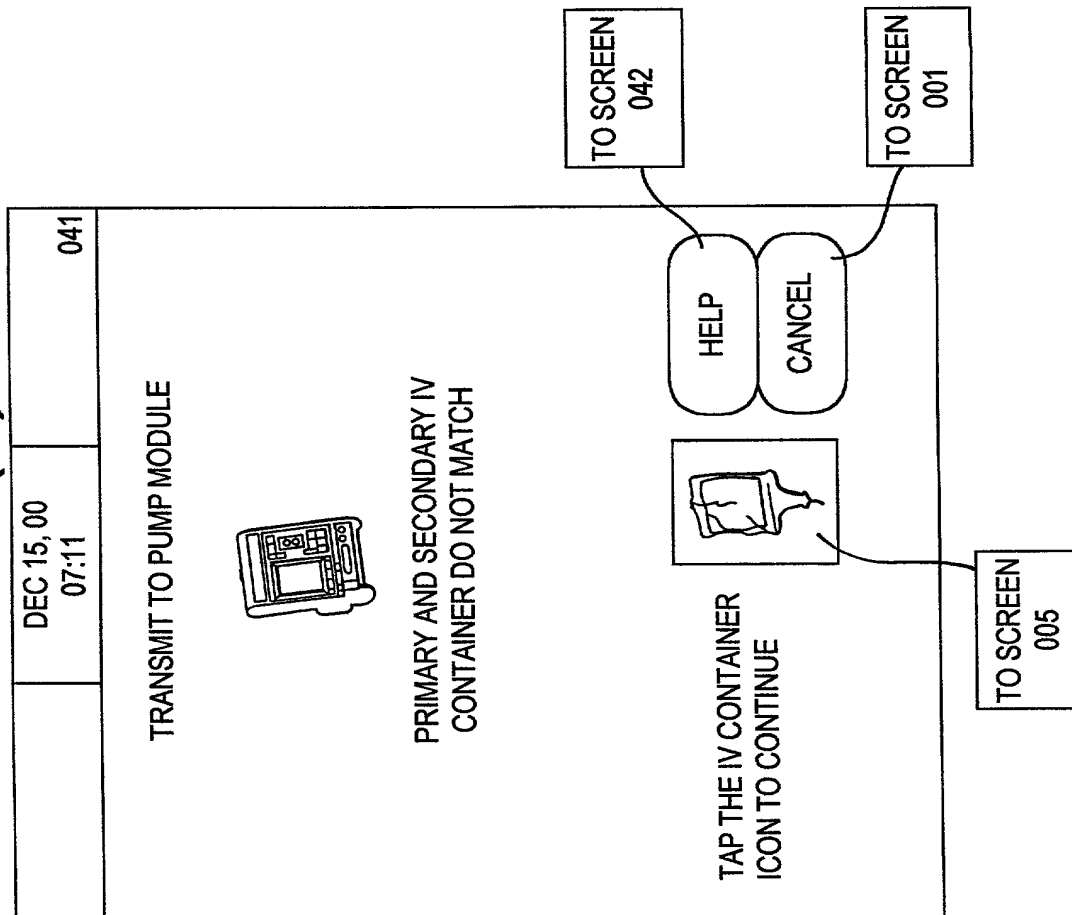 DEC 15, 00
07:11
041
TRANSMIT TO PUMP MODULE
PRIMARY AND SECONDARY IV
CONTAINER DO NOT MATCH
TAP THE IV CONTAINER
ICON TO CONTINUE
HELP
CANCEL
TO SCREEN
042
TO SCREEN
001
TO SCREEN
005